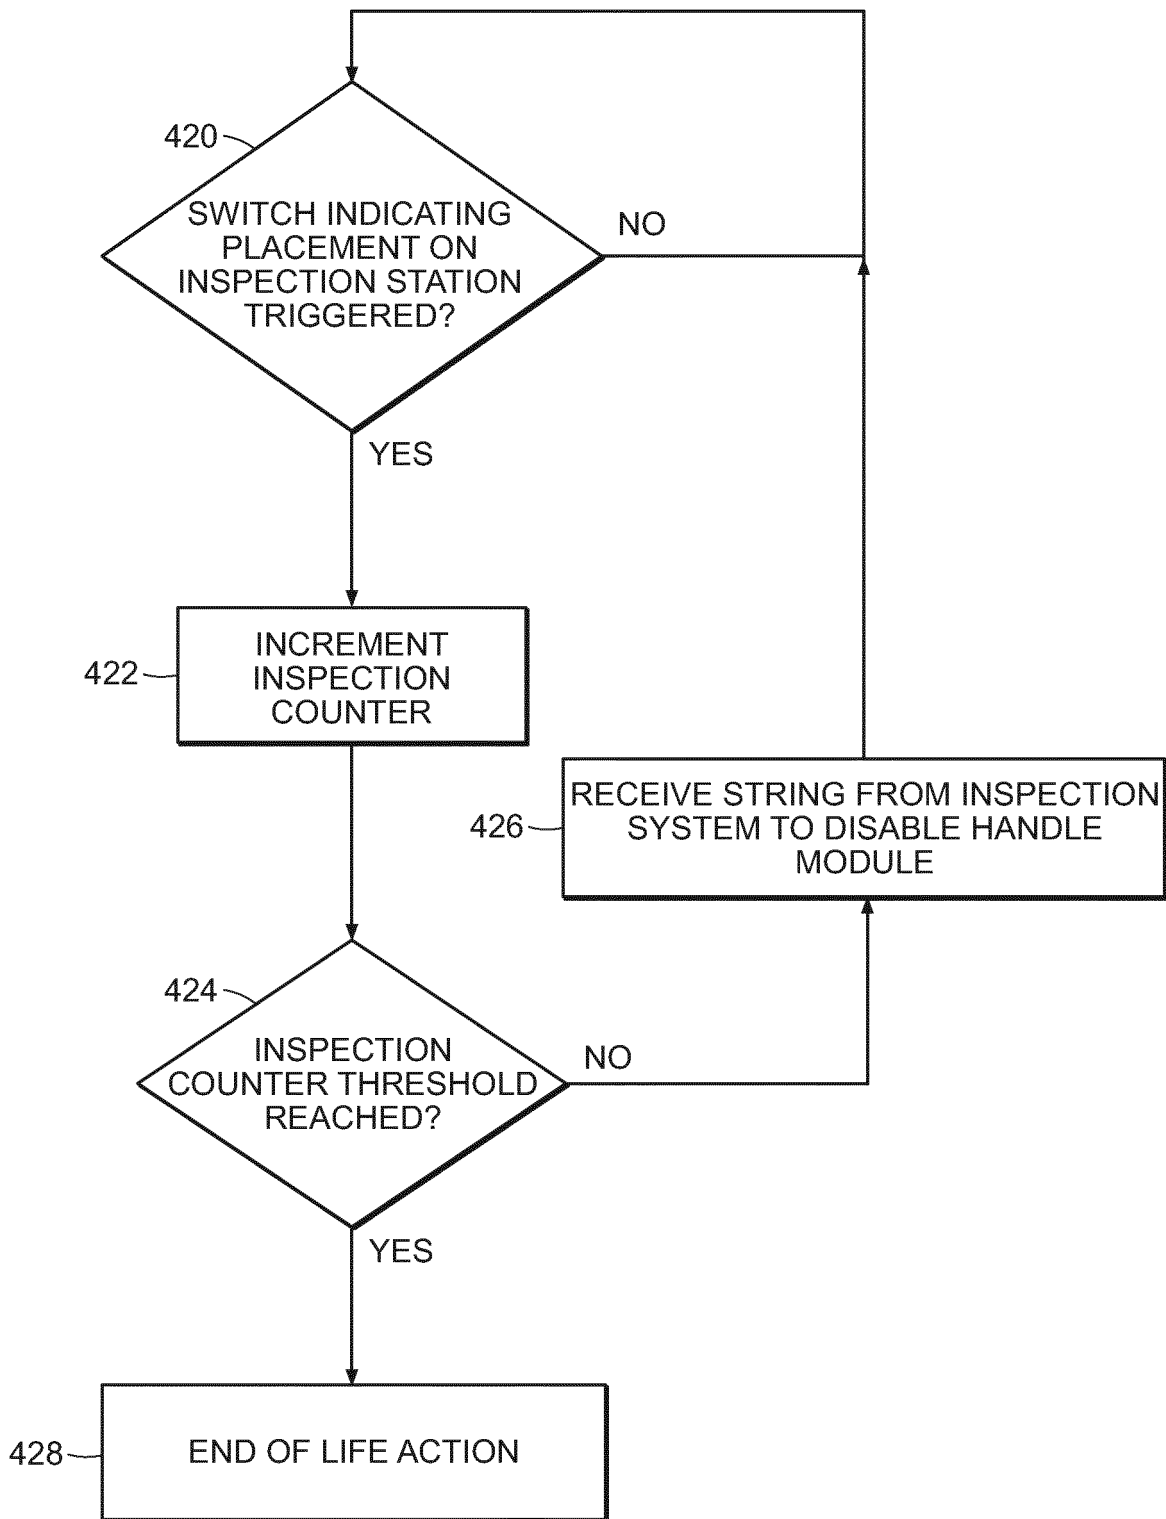 420
SWITCH INDICATING
PLACEMENT ON
INSPECTION STATION
TRIGGERED?
NO
YES
422
INCREMENT
INSPECTION
COUNTER
426
RECEIVE STRING FROM INSPECTION
SYSTEM TO DISABLE HANDLE
MODULE
424
INSPECTION
COUNTER THRESHOLD
REACHED?
NO
YES
428
END OF LIFE ACTION